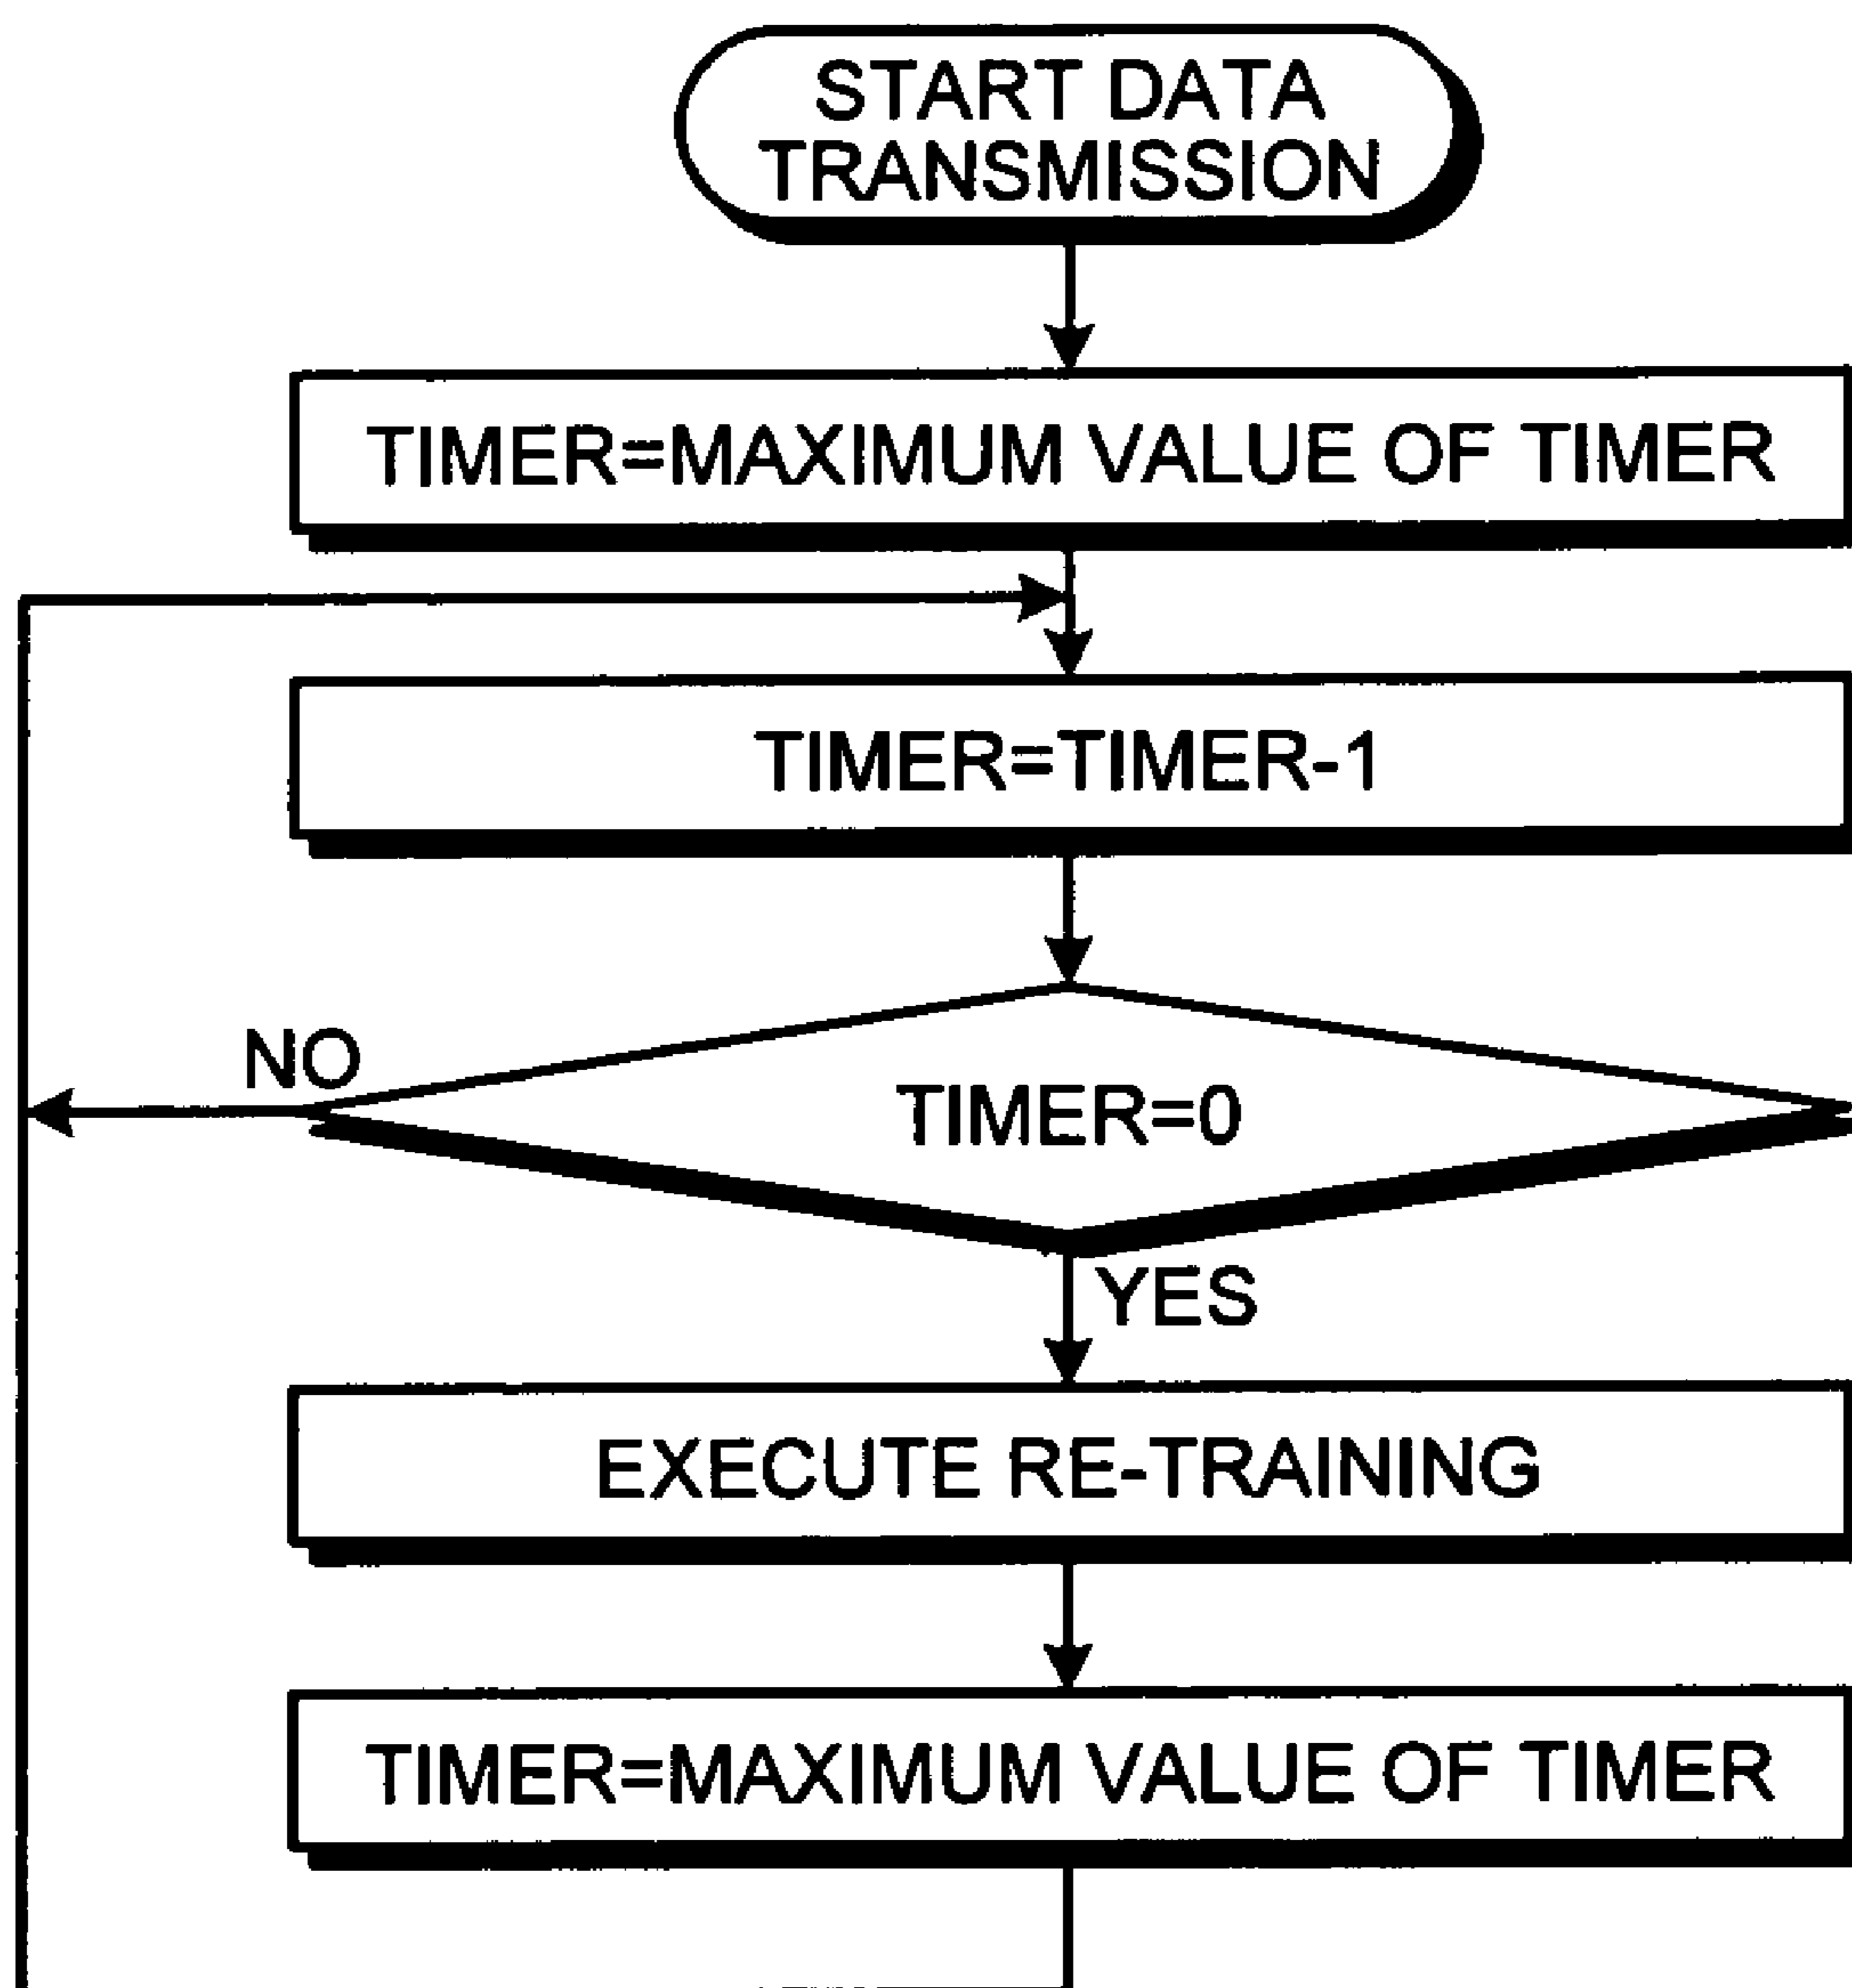 START DATA
TRANSMISSION
TIMER=MAXIMUM VALUE OF TIMER
TIMER=TIMER-1
NO
TIMER=0
YES
EXECUTE RE-TRAINING
TIMER=MAXIMUM VALUE OF TIMER